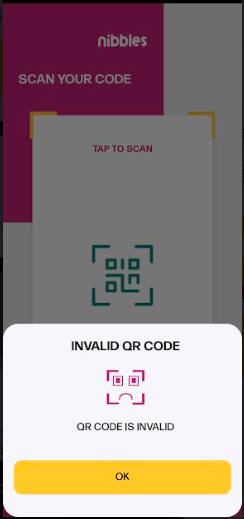 nibbles
SCAN YOUR CODE
TAP TO SCAN
INVALID QR CODE
QR CODE IS INVALID
OK